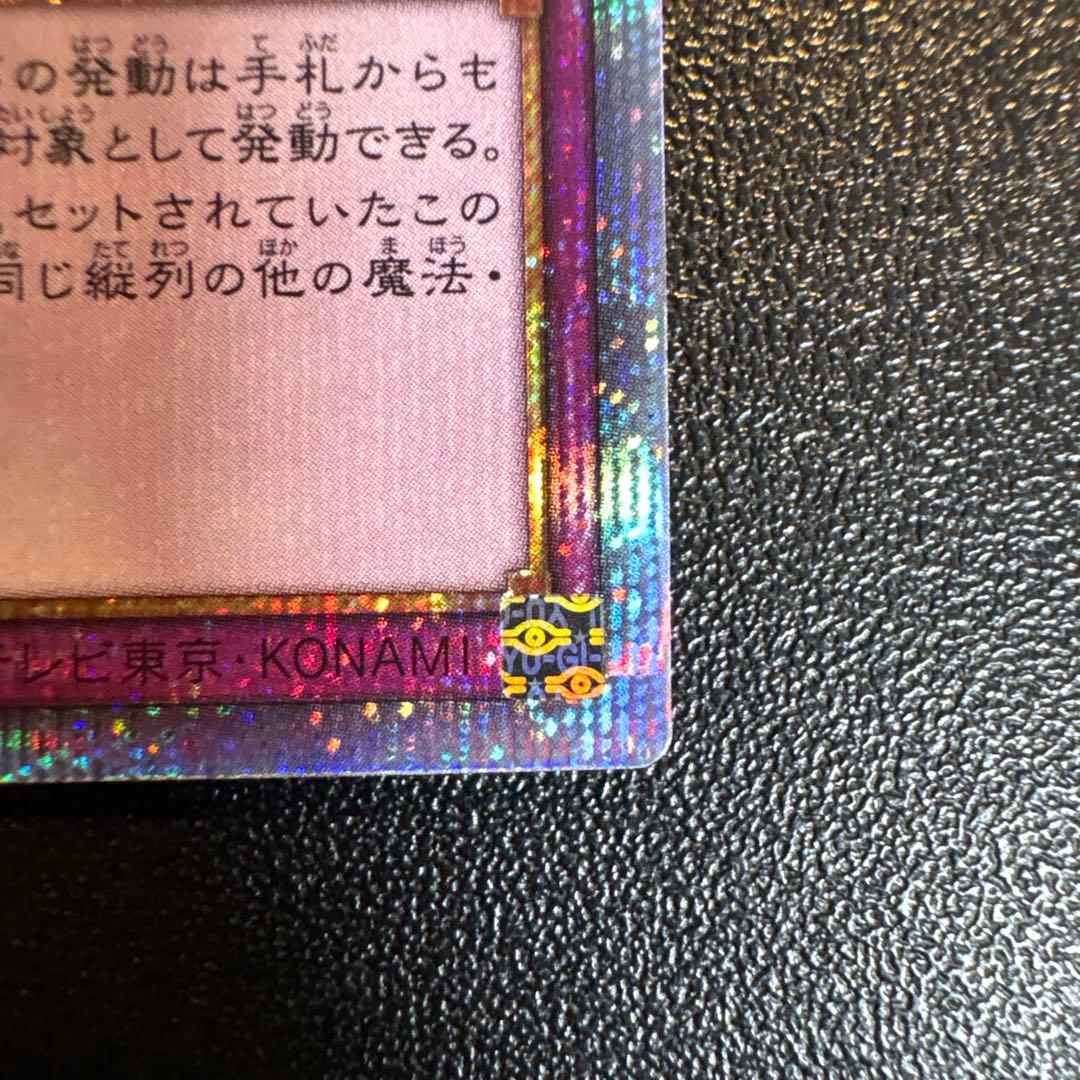 の発動は手札からも
対象として発動できる。
セットされていたこの
同じ縦列の他の魔法・
テレビ東京・KONAMI
YU-GI-